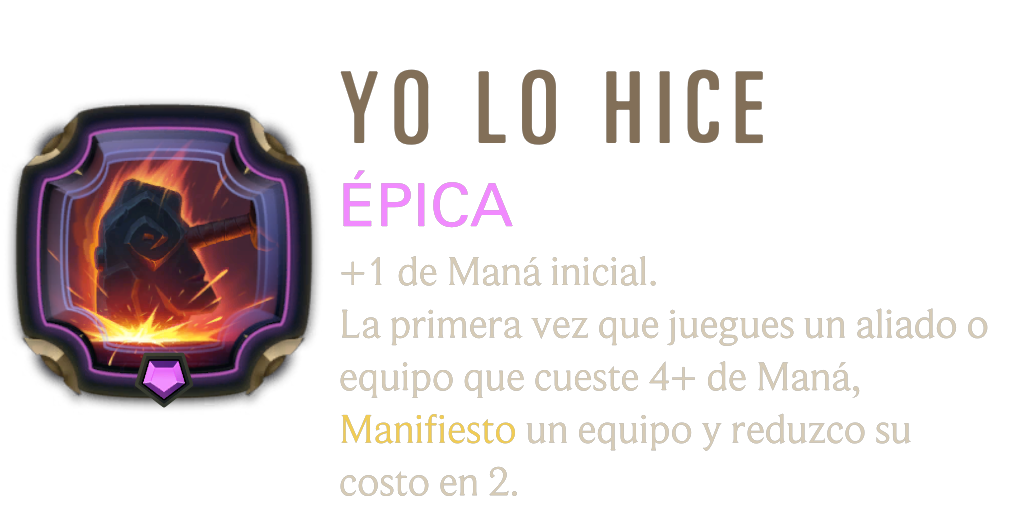 YO LO HICE
ÉPICA
+1 de Maná inicial.
La primera vez que juegues un aliado o
equipo que cueste 4+ de Maná,
Manifiesto un equipo y reduzco su
costo en 2.